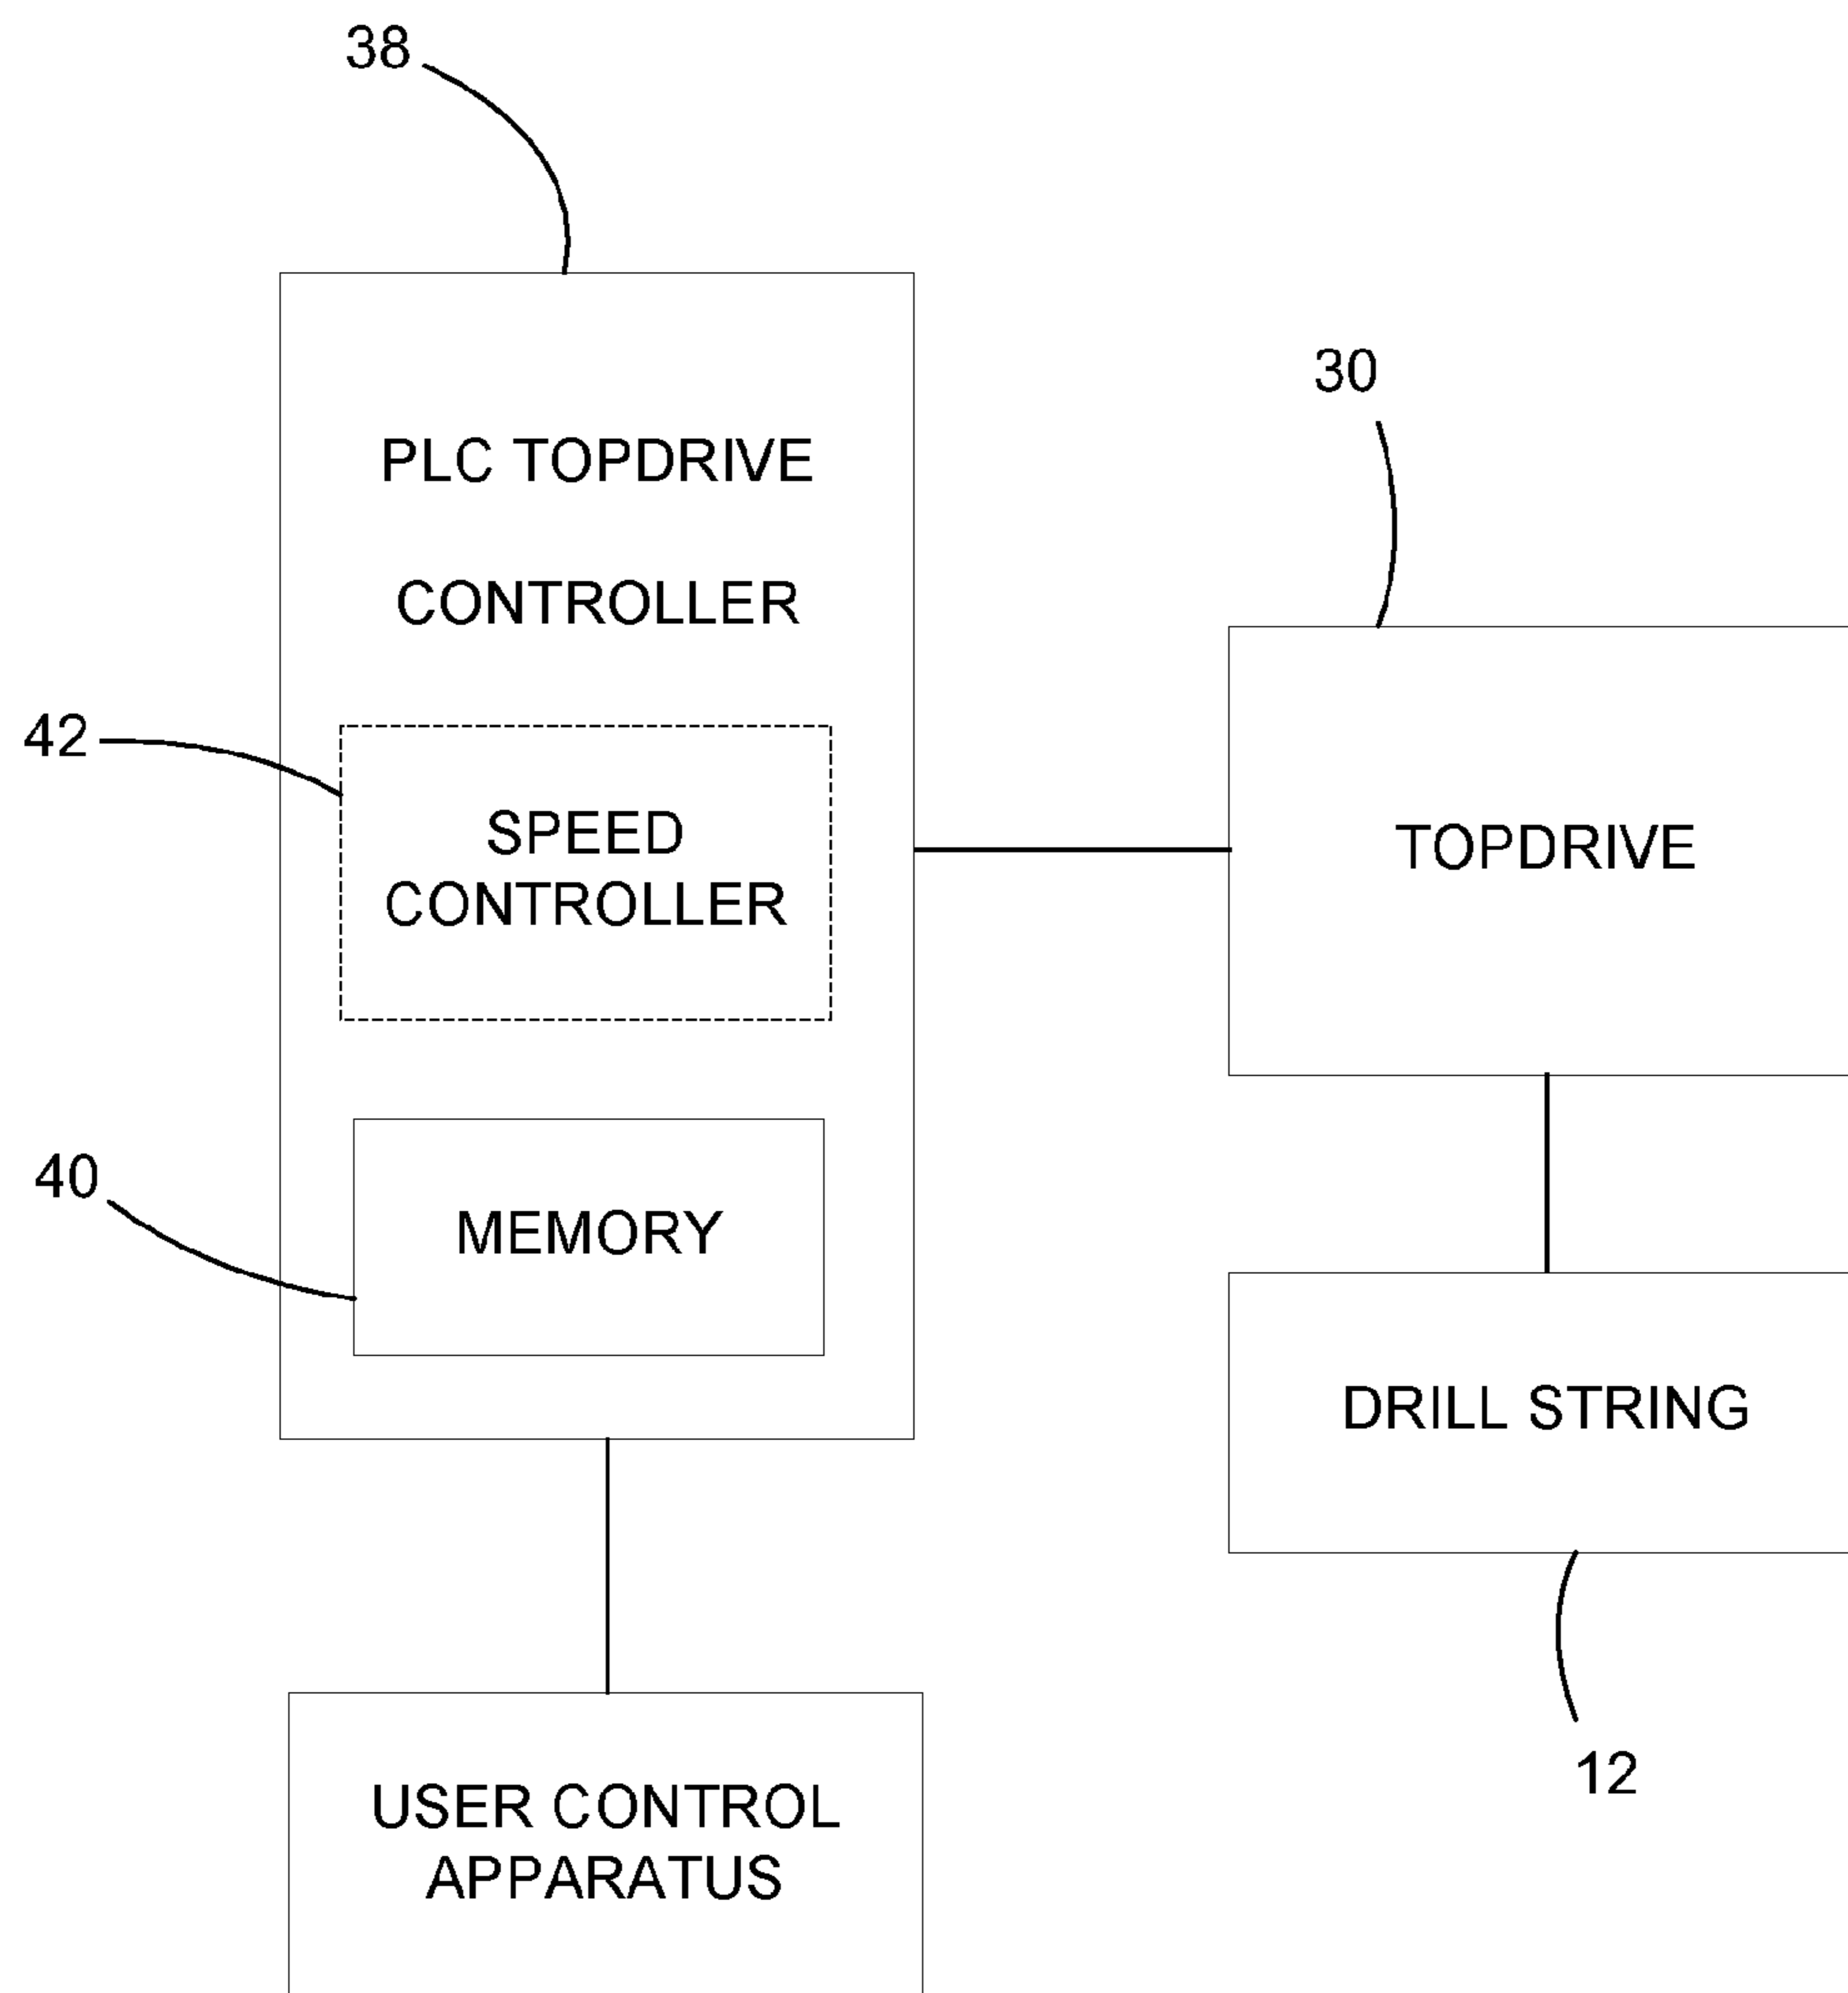 38
PLC TOPDRIVE
CONTROLLER
42
SPEED
CONTROLLER
40
MEMORY
USER CONTROL
APPARATUS
30
TOPDRIVE
DRILL STRING
12